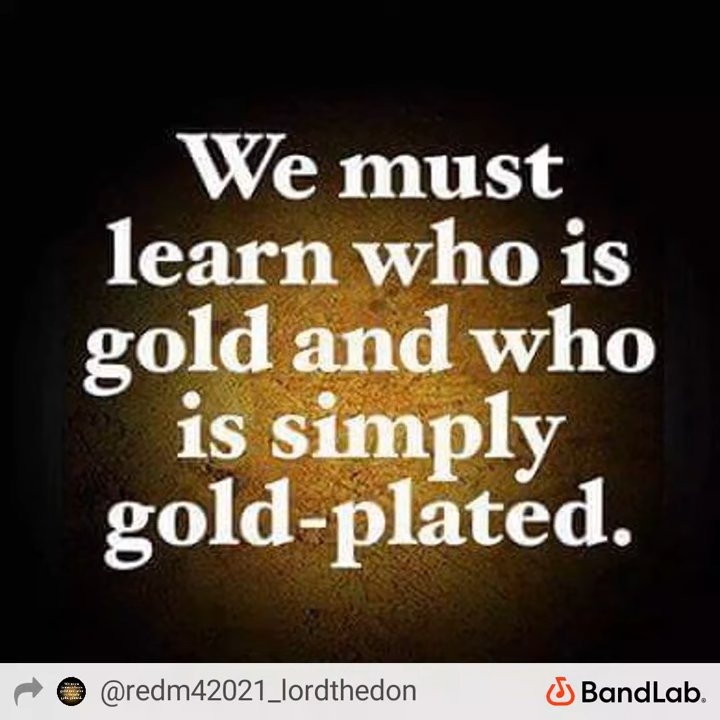 We must
learn who is
gold and who
is simply
gold-plated.
@redm42021_lordthedon
BandLab.